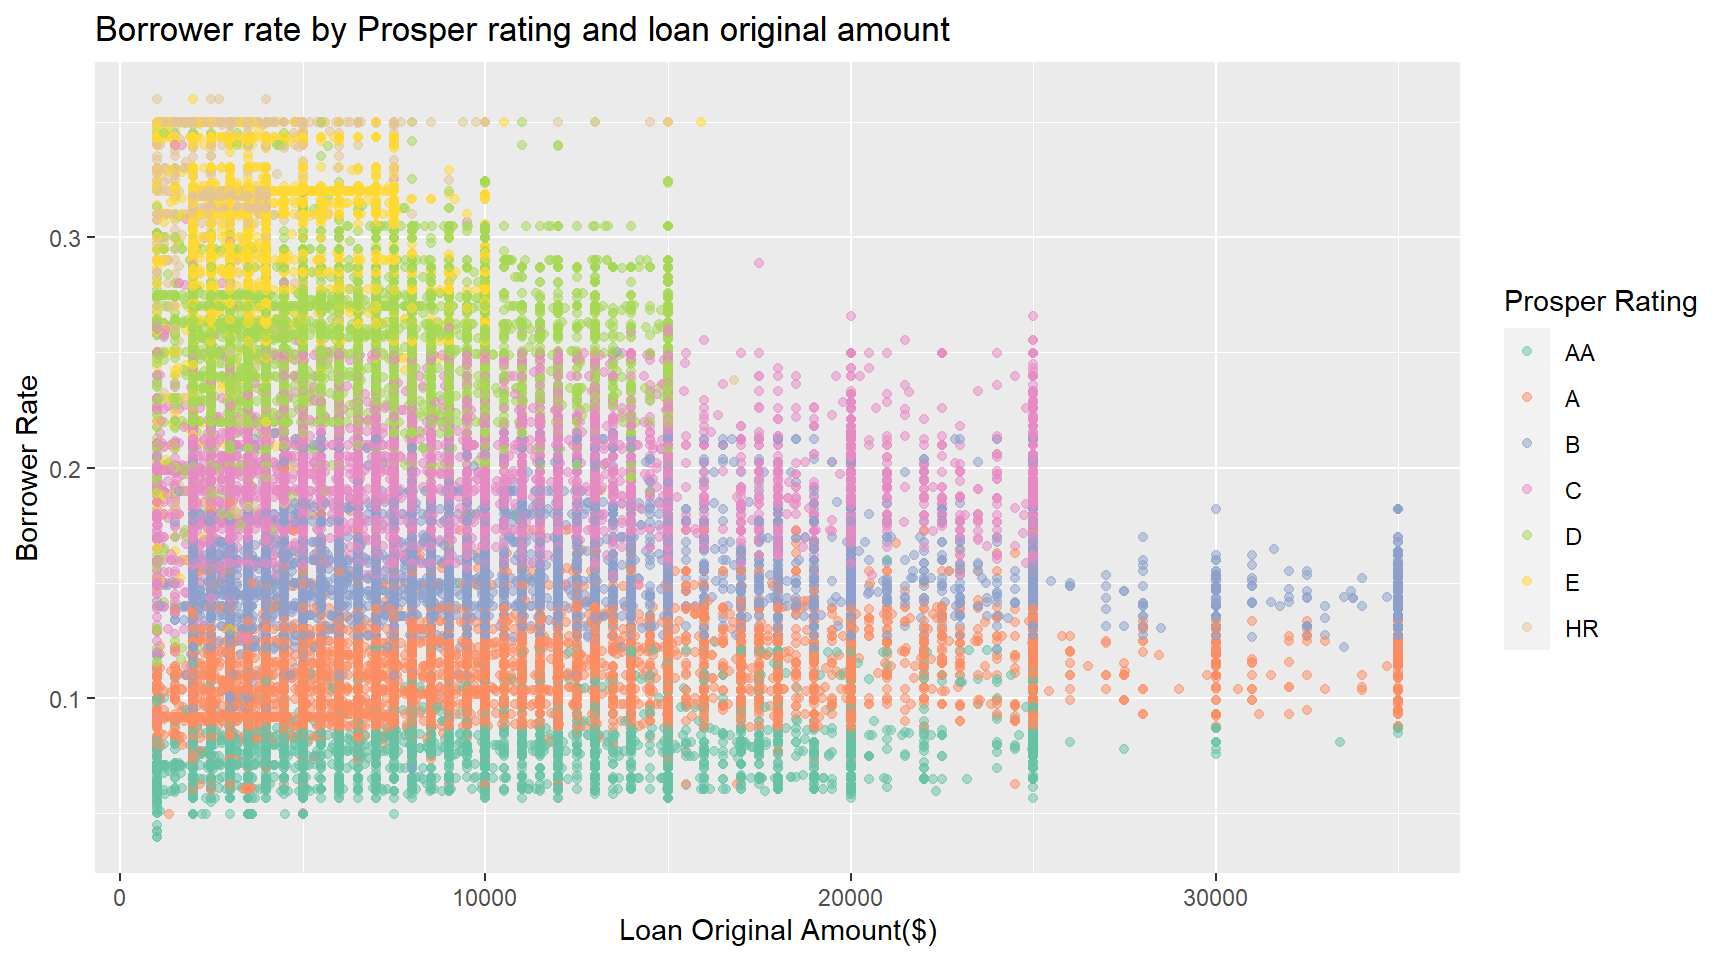 Borrower rate by Prosper rating and loan original amount
Borrower Rate
0.3
0.2
0.1
0
10000
20000
30000
Loan Original Amount($)
Prosper Rating
AA
A
B
C
D
E
HR